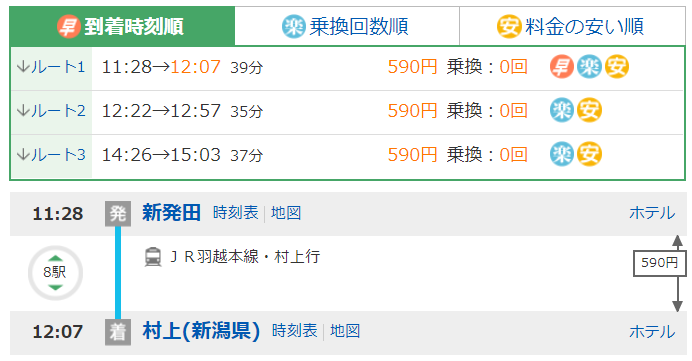 早 到着時刻順 楽 乗換回数順 安 料金の安い順
↓ルート1 11:28→12:07 39分 590円 乗換：0回 早 楽 安
↓ルート2 12:22→12:57 35分 590円 乗換：0回 楽 安
↓ルート3 14:26→15:03 37分 590円 乗換：0回 楽 安
11:28 発 新発田 時刻表 | 地図 ホテル
8駅 ＪＲ羽越本線・村上行 590円
12:07 着 村上(新潟県) 時刻表 | 地図 ホテル